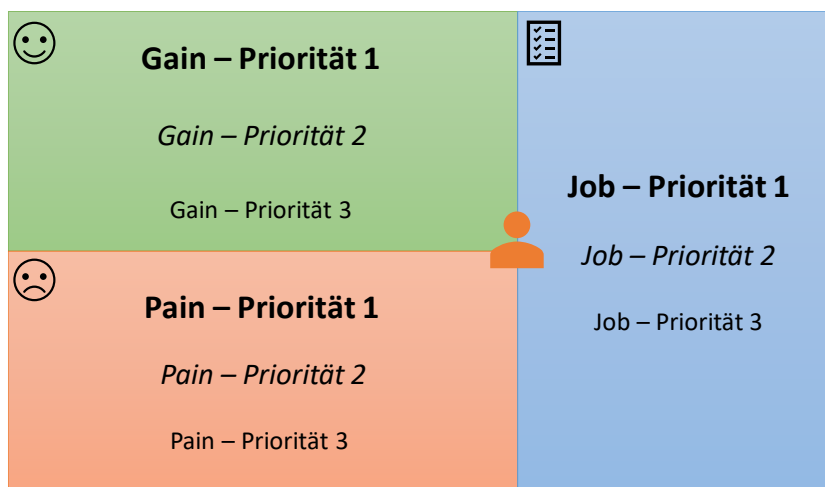 Gain – Priorität 1
Gain – Priorität 2
Gain – Priorität 3
Pain – Priorität 1
Pain – Priorität 2
Pain – Priorität 3
Job – Priorität 1
Job – Priorität 2
Job – Priorität 3